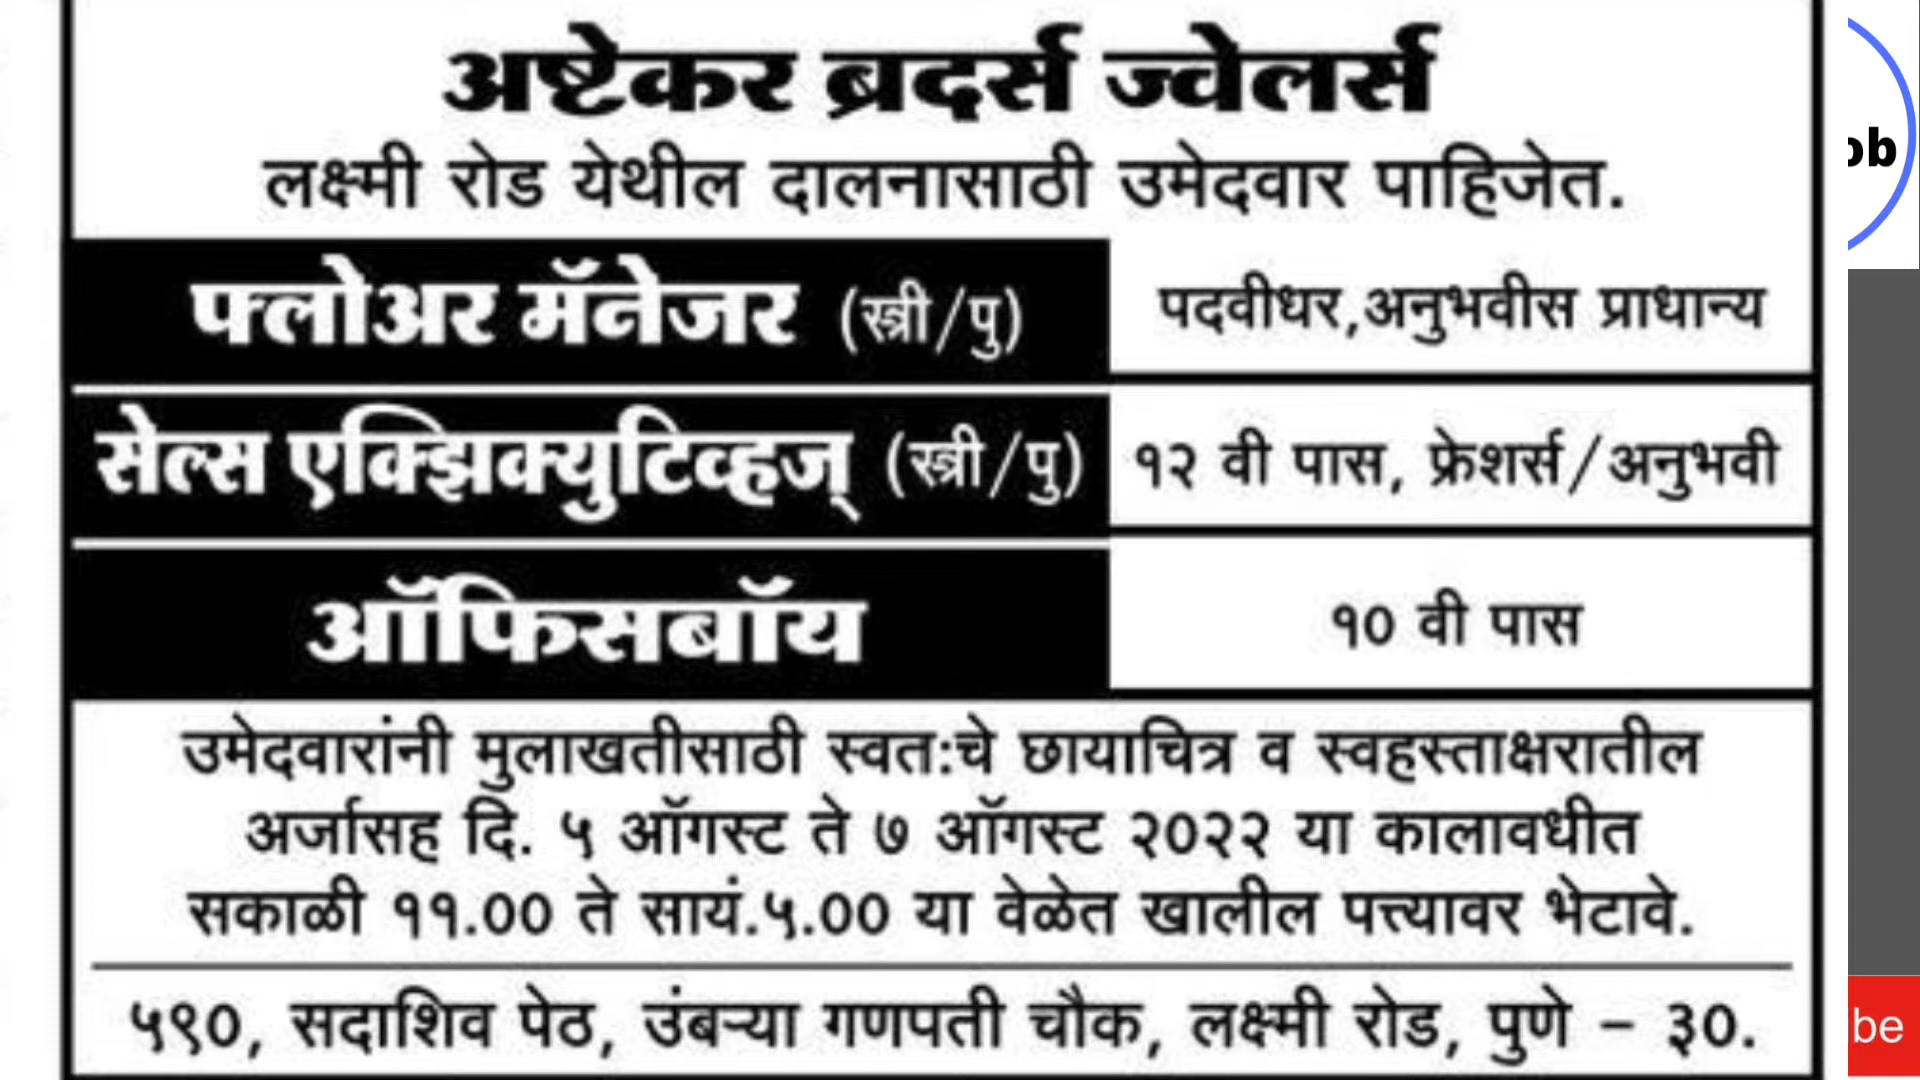 अष्टेकर ब्रदर्स ज्वेलर्स
लक्ष्मी रोड येथील दालनासाठी उमेदवार पाहिजेत.
फ्लोअर मॅनेजर (स्त्री/पु) पदवीधर,अनुभवीस प्राधान्य
सेल्स एक्झिक्युटिव्हज् (स्त्री/पु) १२ वी पास, फ्रेशर्स/अनुभवी
ऑफिसबॉय १० वी पास
उमेदवारांनी मुलाखतीसाठी स्वत:चे छायाचित्र व स्वहस्ताक्षरातील
अर्जासह दि. ५ ऑगस्ट ते ७ ऑगस्ट २०२२ या कालावधीत
सकाळी ११.00 ते सायं.५.00 या वेळेत खालील पत्त्यावर भेटावे.
५९०, सदाशिव पेठ, उंबऱ्या गणपती चौक, लक्ष्मी रोड, पुणे – ३०.
ob
be